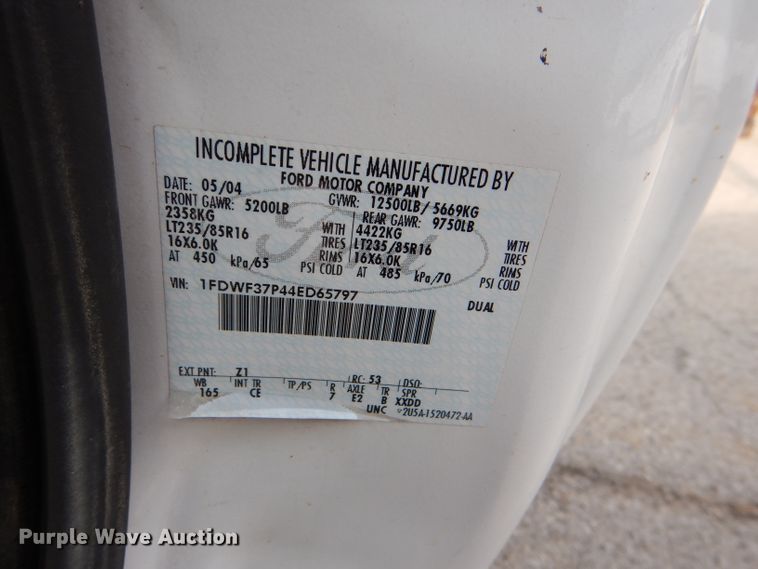 INCOMPLETE VEHICLE MANUFACTURED BY
FORD MOTOR COMPANY
DATE: 05/04 GVWR: 12500LB/ 5669KG
FRONT GAWR: 5200LB REAR GAWR: 9750LB
2358KG WITH 4422KG WITH
LT235/85R16 TIRES LT235/85R16 TIRES
16X6.0K RIMS 16X6.0K RIMS
AT 450 kPa/65 PSI COLD AT 485 kPa/70 PSI COLD
VIN: 1FDWF37P44ED65797 DUAL
Ford
EXT PNT: Z1 RC: 53 DSO:
WB INT TR TP/PS R AXLE TR SPR
165 CE 7 E2 B XXDD
UNC 2U5A-1520472-AA
Purple Wave Auction